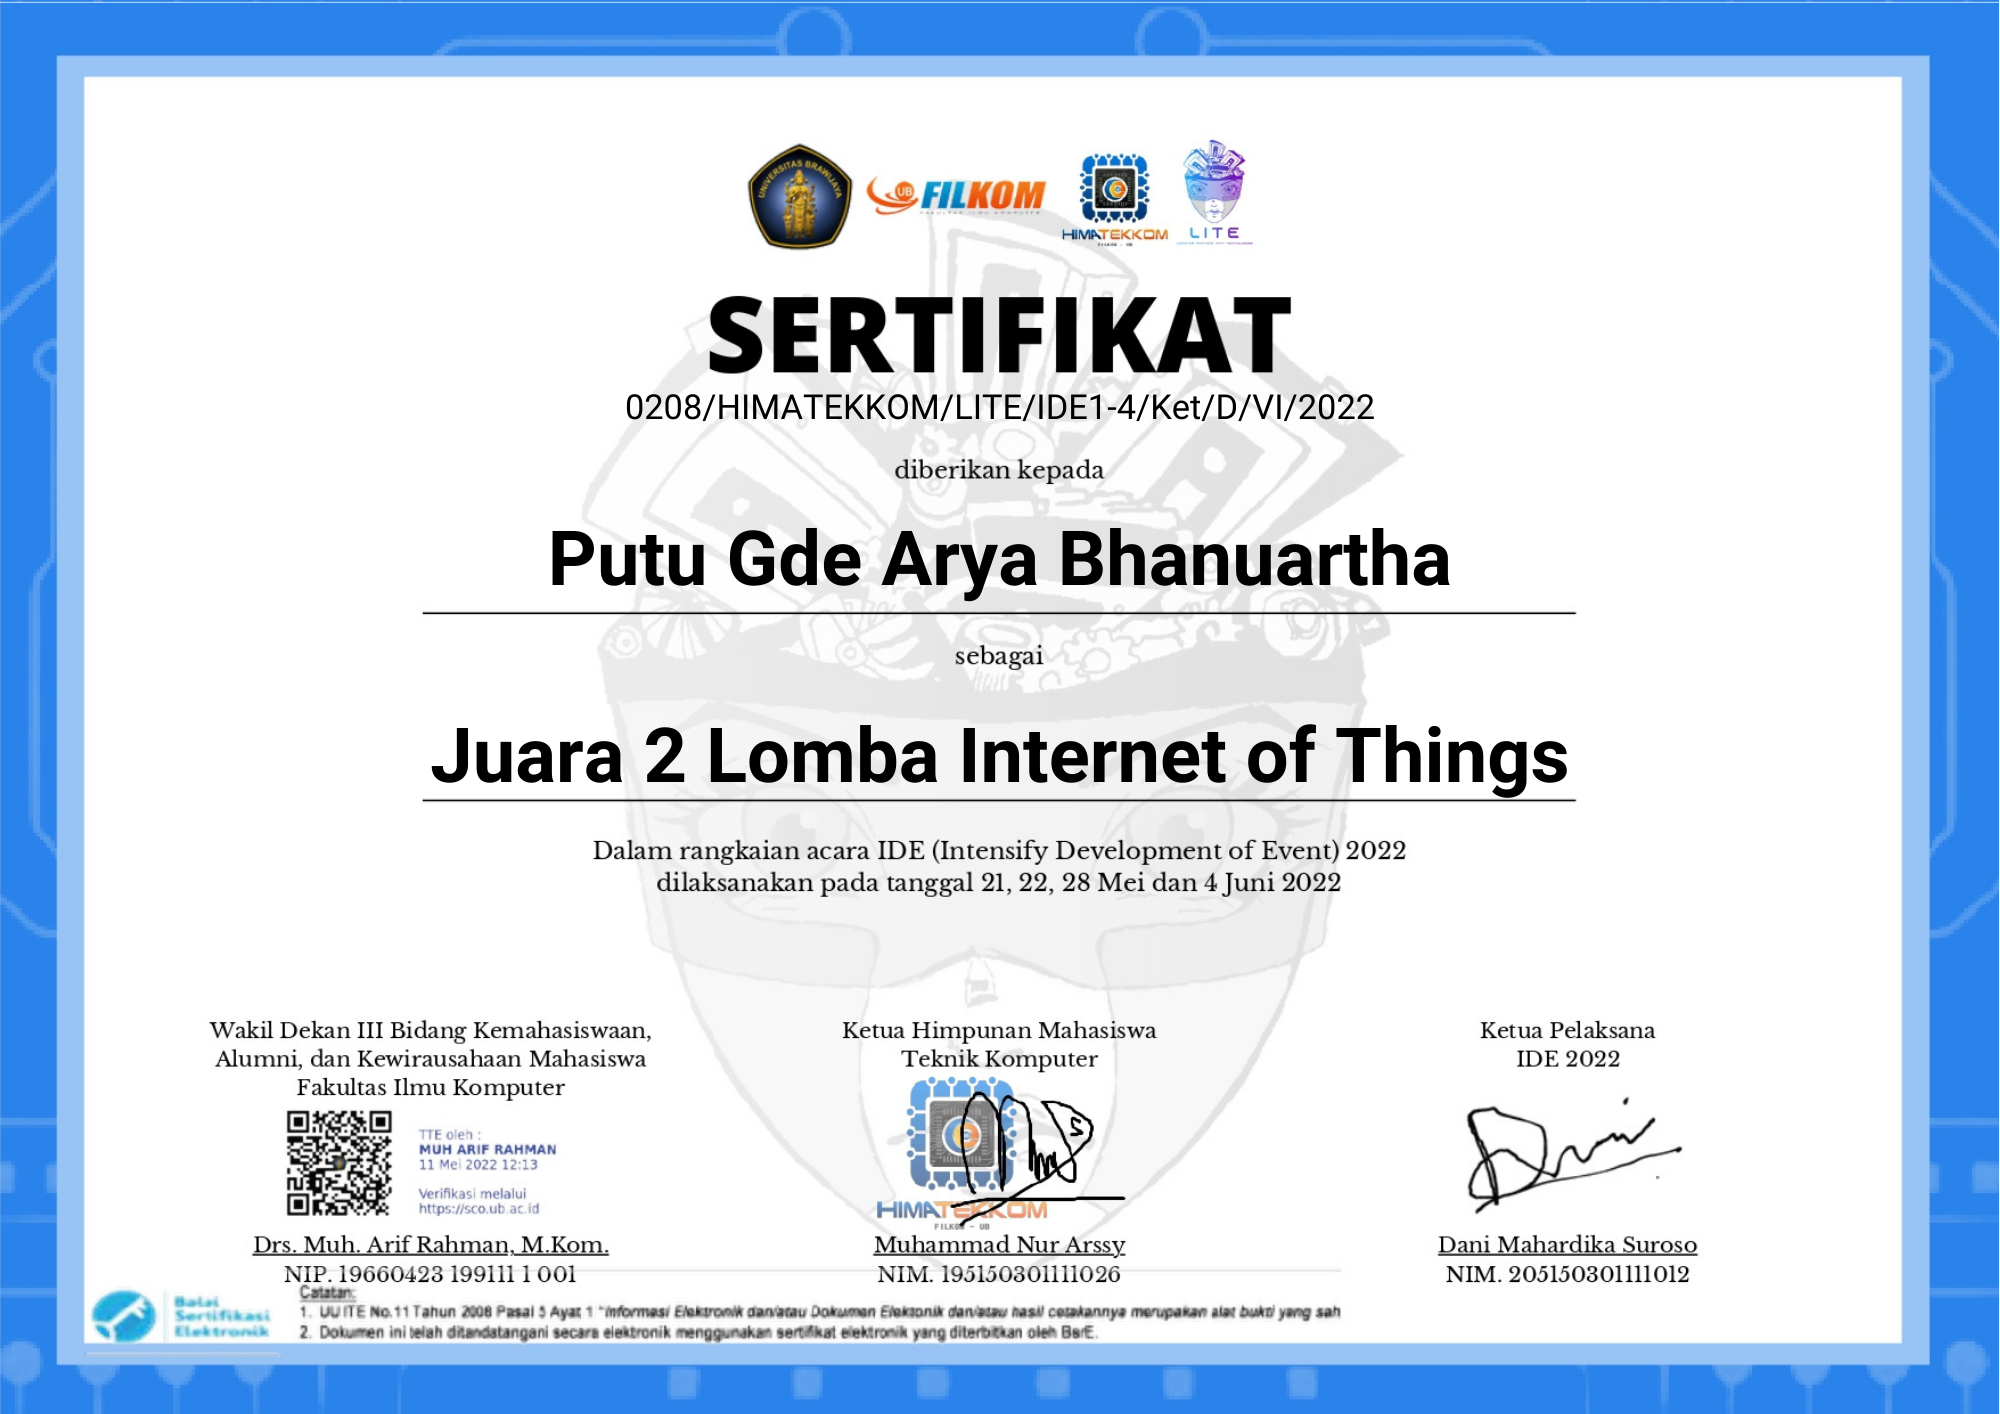 UNIVERSITAS BRAWIJAYA
UB FILKOM
FAKULTAS ILMU KOMPUTER
HIMATEKKOM
FILKOM - UB
LITE
SERTIFIKAT
0208/HIMATEKKOM/LITE/IDE1-4/Ket/D/VI/2022
diberikan kepada
Putu Gde Arya Bhanuartha
sebagai
Juara 2 Lomba Internet of Things
Dalam rangkaian acara IDE (Intensify Development of Event) 2022
dilaksanakan pada tanggal 21, 22, 28 Mei dan 4 Juni 2022
Wakil Dekan III Bidang Kemahasiswaan,
Alumni, dan Kewirausahaan Mahasiswa
Fakultas Ilmu Komputer
TTE oleh :
MUH ARIF RAHMAN
11 Mei 2022 12:13
Verifikasi melalui
https://sco.ub.ac.id
Drs. Muh. Arif Rahman, M.Kom.
NIP. 19660423 199111 1 001
Ketua Himpunan Mahasiswa
Teknik Komputer
HIMATEKKOM
FILKOM - UB
Muhammad Nur Arssy
NIM. 195150301111026
Ketua Pelaksana
IDE 2022
Dani Mahardika Suroso
NIM. 205150301111012
Balai
Sertifikasi
Elektronik
Catatan:
1. UU ITE No.11 Tahun 2008 Pasal 5 Ayat 1 "Informasi Elektronik dan/atau Dokumen Elektonik dan/atau hasil cetakannya merupakan alat bukti yang sah
2. Dokumen ini telah ditandatangani secara elektronik menggunakan sertifikat elektronik yang diterbitkan oleh BsrE.